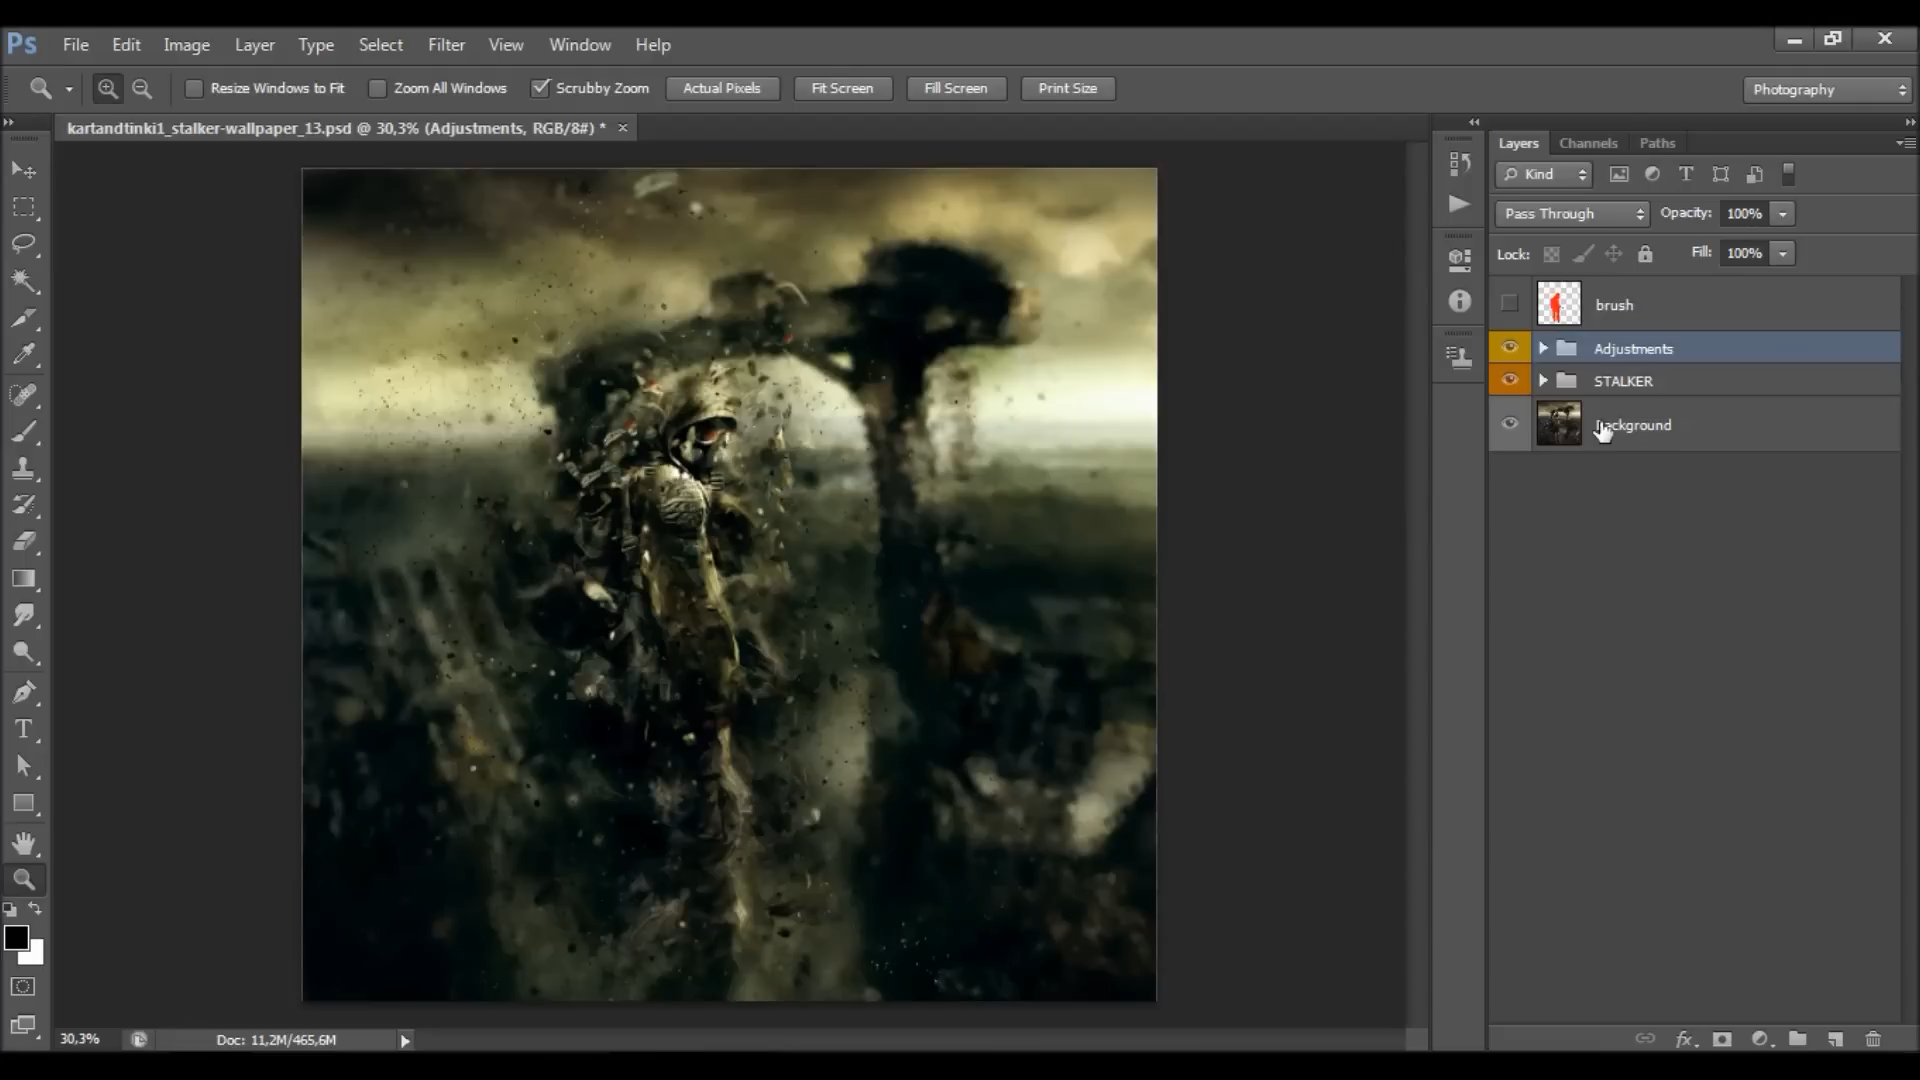 Ps File Edit Image Layer Type Select Filter View Window Help
Resize Windows to Fit Zoom All Windows Scrubby Zoom Actual Pixels Fit Screen Fill Screen Print Size Photography
kartandtinki1_stalker-wallpaper_13.psd @ 30,3% (Adjustments, RGB/8#) *
Layers Channels Paths
Kind
Pass Through Opacity: 100%
Lock: Fill: 100%
brush
Adjustments
STALKER
Background
30,3% Doc: 11,2M/465,6M